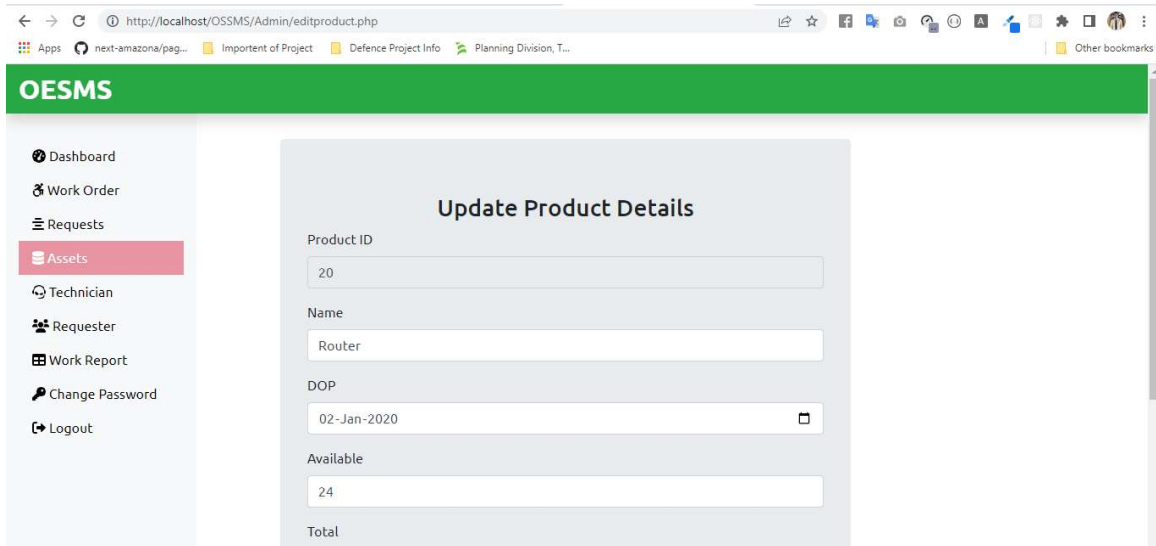 http://localhost/OSSMS/Admin/editproduct.php
Apps next-amazona/pag... Importent of Project Defence Project Info Planning Division, T... Other bookmarks
OESMS
Dashboard
Work Order
Requests
Assets
Technician
Requester
Work Report
Change Password
Logout
Update Product Details
Product ID
20
Name
Router
DOP
02-Jan-2020
Available
24
Total